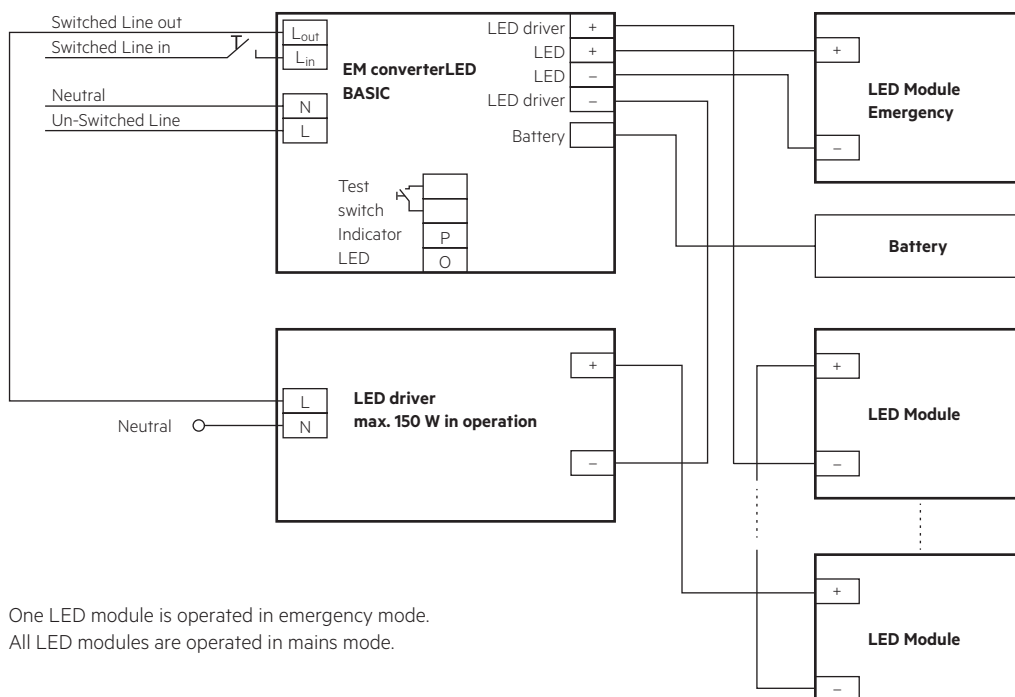 Switched Line out
Switched Line in
Neutral
Un-Switched Line
Lout
Lin
N
L
EM converterLED
BASIC
LED driver +
LED +
LED –
LED driver –
Battery
Test
switch
Indicator P
LED O
+
–
LED Module
Emergency
Battery
L
N
Neutral
LED driver
max. 150 W in operation
+
–
+
–
LED Module
+
–
LED Module
One LED module is operated in emergency mode.
All LED modules are operated in mains mode.